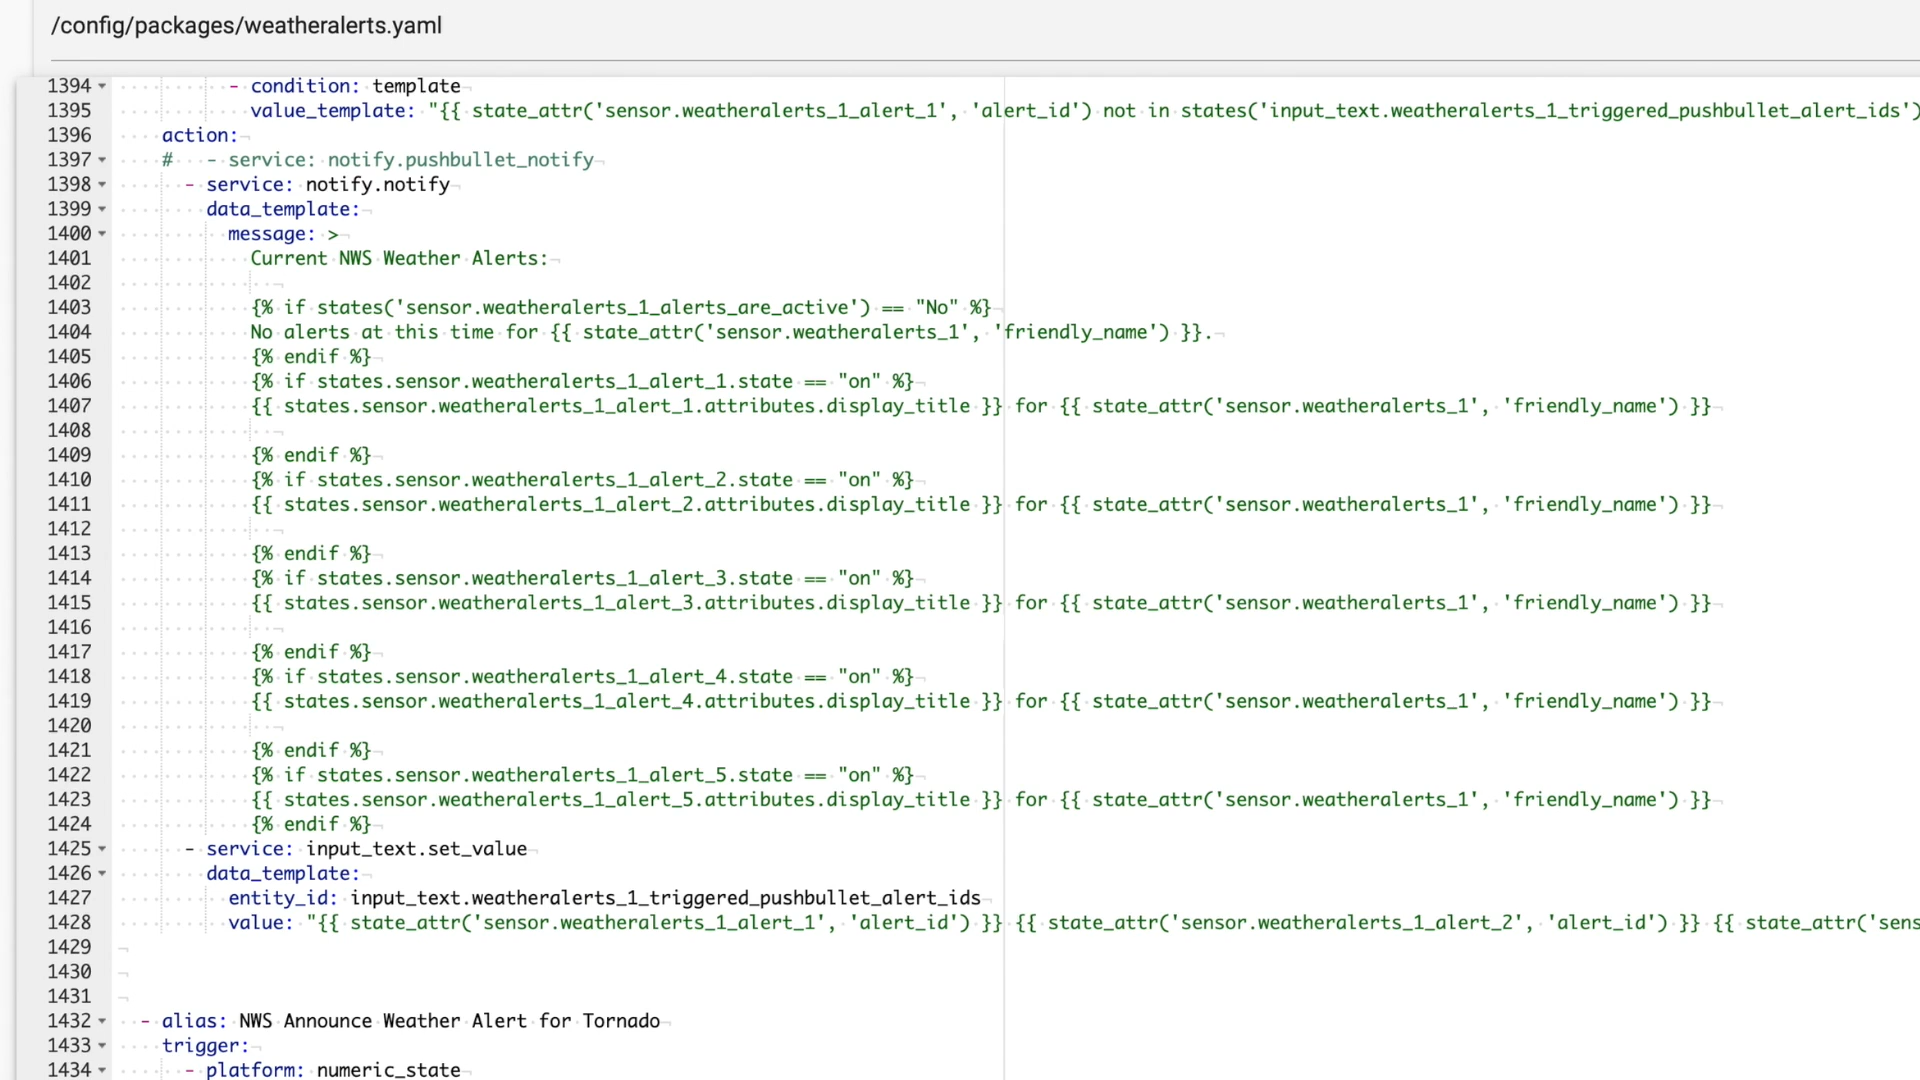 /config/packages/weatheralerts.yaml
1394 - condition: template
1395 value_template: "{{ state_attr('sensor.weatheralerts_1_alert_1', 'alert_id') not in states('input_text.weatheralerts_1_triggered_pushbullet_alert_ids')
1396 action:
1397 # - service: notify.pushbullet_notify
1398 - service: notify.notify
1399 data_template:
1400 message: >
1401 Current NWS Weather Alerts:
1402
1403 {% if states('sensor.weatheralerts_1_alerts_are_active') == "No" %}
1404 No alerts at this time for {{ state_attr('sensor.weatheralerts_1', 'friendly_name') }}.
1405 {% endif %}
1406 {% if states.sensor.weatheralerts_1_alert_1.state == "on" %}
1407 {{ states.sensor.weatheralerts_1_alert_1.attributes.display_title }} for {{ state_attr('sensor.weatheralerts_1', 'friendly_name') }}
1408
1409 {% endif %}
1410 {% if states.sensor.weatheralerts_1_alert_2.state == "on" %}
1411 {{ states.sensor.weatheralerts_1_alert_2.attributes.display_title }} for {{ state_attr('sensor.weatheralerts_1', 'friendly_name') }}
1412
1413 {% endif %}
1414 {% if states.sensor.weatheralerts_1_alert_3.state == "on" %}
1415 {{ states.sensor.weatheralerts_1_alert_3.attributes.display_title }} for {{ state_attr('sensor.weatheralerts_1', 'friendly_name') }}
1416
1417 {% endif %}
1418 {% if states.sensor.weatheralerts_1_alert_4.state == "on" %}
1419 {{ states.sensor.weatheralerts_1_alert_4.attributes.display_title }} for {{ state_attr('sensor.weatheralerts_1', 'friendly_name') }}
1420
1421 {% endif %}
1422 {% if states.sensor.weatheralerts_1_alert_5.state == "on" %}
1423 {{ states.sensor.weatheralerts_1_alert_5.attributes.display_title }} for {{ state_attr('sensor.weatheralerts_1', 'friendly_name') }}
1424 {% endif %}
1425 - service: input_text.set_value
1426 data_template:
1427 entity_id: input_text.weatheralerts_1_triggered_pushbullet_alert_ids
1428 value: "{{ state_attr('sensor.weatheralerts_1_alert_1', 'alert_id') }} {{ state_attr('sensor.weatheralerts_1_alert_2', 'alert_id') }} {{ state_attr('sens
1429
1430
1431
1432 - alias: NWS Announce Weather Alert for Tornado
1433 trigger:
1434 - platform: numeric_state